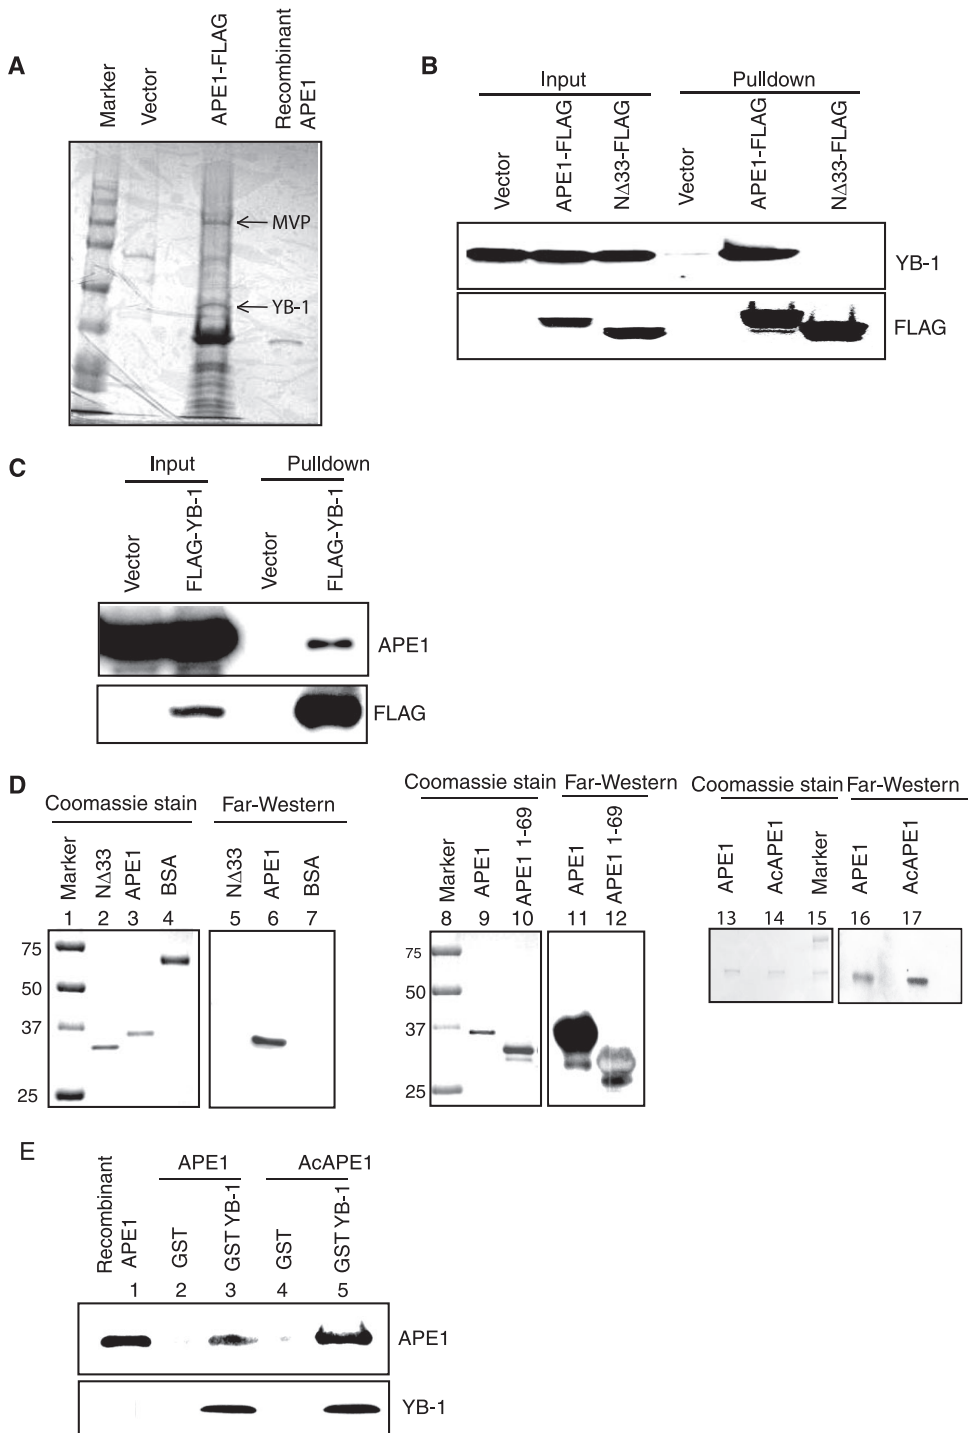 A
Marker
Vector
APE1-FLAG
Recombinant
APE1
MVP
YB-1
B
Input
Pulldown
Vector
APE1-FLAG
NΔ33-FLAG
Vector
APE1-FLAG
NΔ33-FLAG
YB-1
FLAG
C
Input
Pulldown
Vector
FLAG-YB-1
Vector
FLAG-YB-1
APE1
FLAG
D
Coomassie stain
Far-Western
Marker
NΔ33
APE1
BSA
NΔ33
APE1
BSA
1 2 3 4 5 6 7
75
50
37
25
Coomassie stain
Far-Western
Marker
APE1
APE1 1-69
APE1
APE1 1-69
8 9 10 11 12
75
50
37
25
Coomassie stain
Far-Western
APE1
AcAPE1
Marker
APE1
AcAPE1
13 14 15 16 17
E
APE1
AcAPE1
Recombinant
APE1
GST
GST YB-1
GST
GST YB-1
1 2 3 4 5
APE1
YB-1